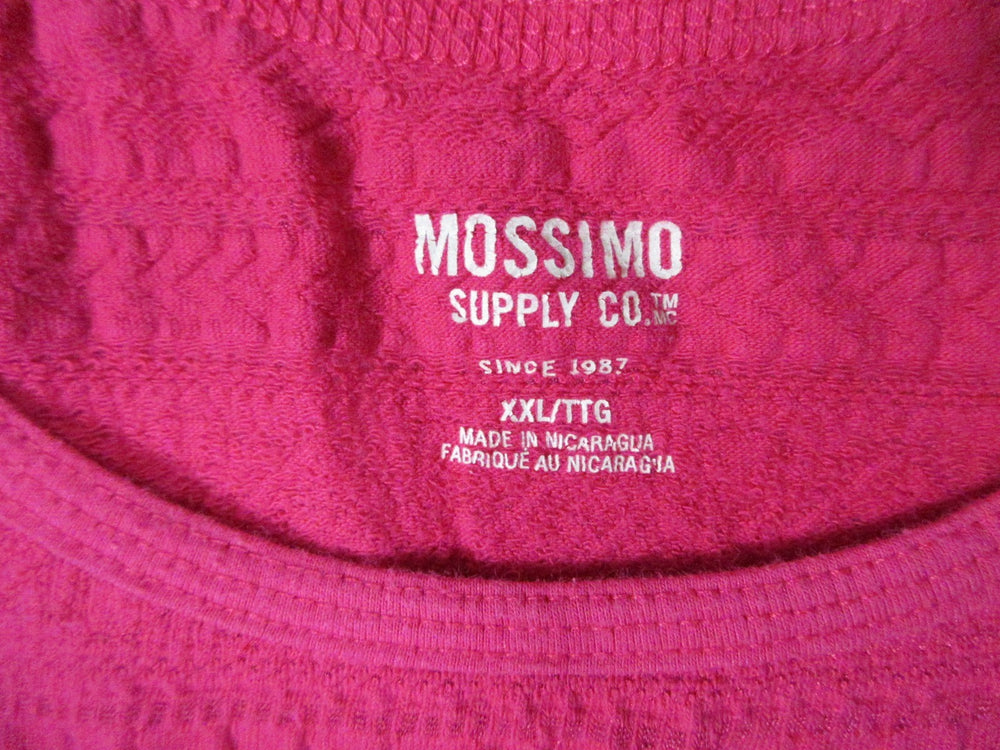 MOSSIMO
SUPPLY CO.™ MC
SINCE 1987
XXL/TTG
MADE IN NICARAGUA
FABRIQUÉ AU NICARAGUA